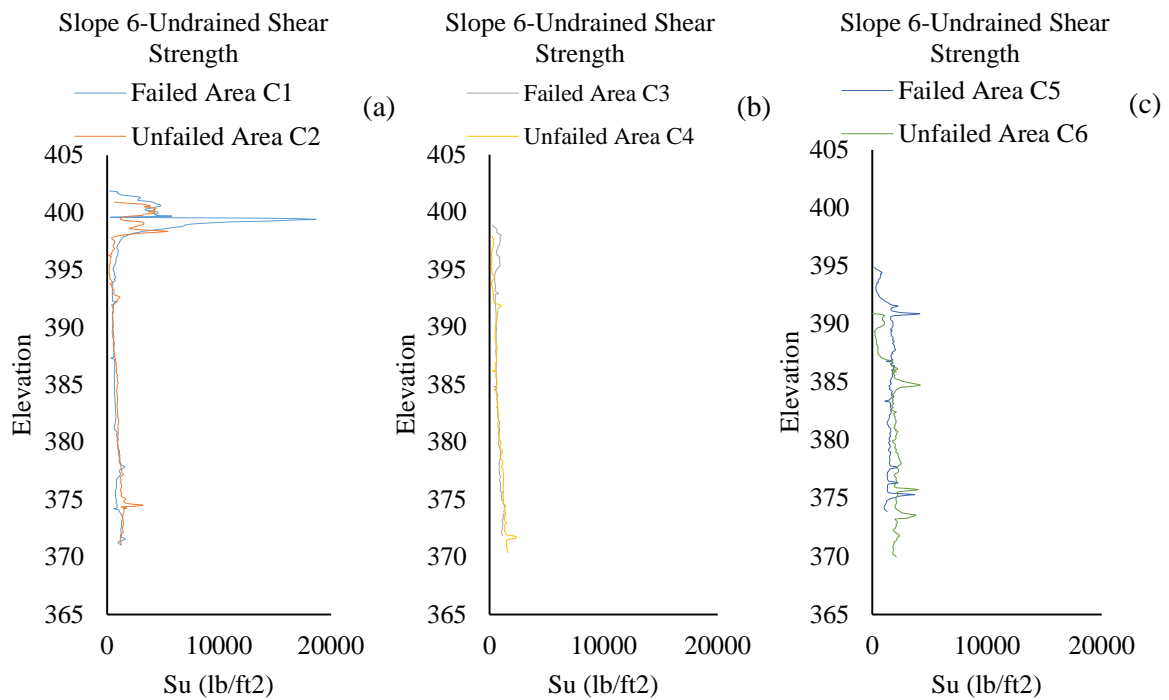 Slope 6-Undrained Shear
Strength
Failed Area C1
Unfailed Area C2
(a)
405
400
395
390
385
380
375
370
365
Elevation
0 10000 20000
Su (lb/ft2)
Slope 6-Undrained Shear
Strength
Failed Area C3
Unfailed Area C4
(b)
405
400
395
390
385
380
375
370
365
Elevation
0 10000 20000
Su (lb/ft2)
Slope 6-Undrained Shear
Strength
Failed Area C5
Unfailed Area C6
(c)
405
400
395
390
385
380
375
370
365
Elevation
0 10000 20000
Su (lb/ft2)